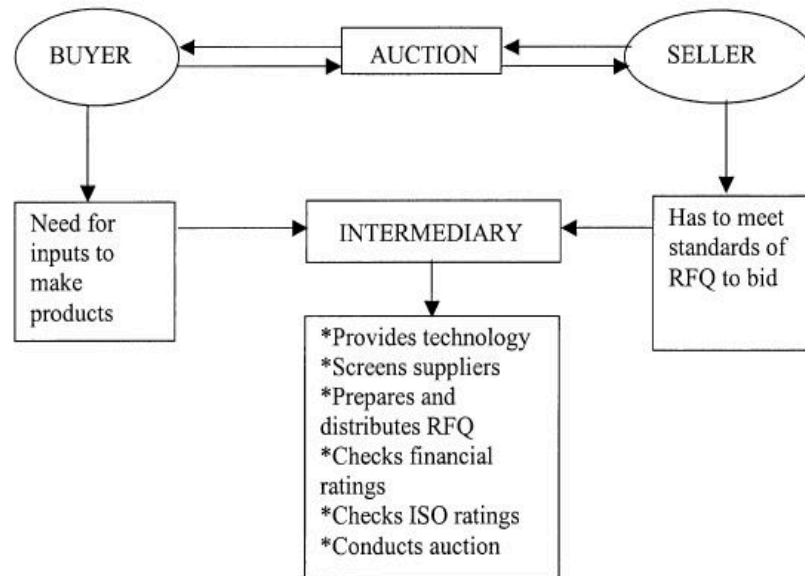 BUYER
AUCTION
SELLER
Need for
inputs to
make
products
INTERMEDIARY
Has to meet
standards of
RFQ to bid
*Provides technology
*Screens suppliers
*Prepares and
distributes RFQ
*Checks financial
ratings
*Checks ISO ratings
*Conducts auction